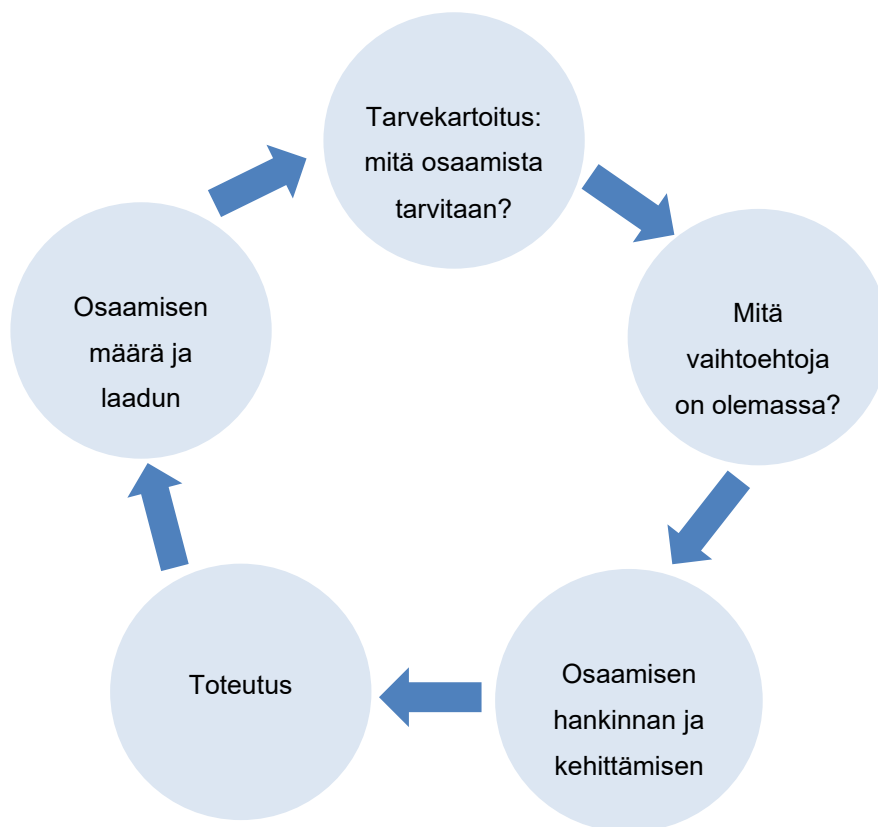 Tarvekartoitus:
mitä osaamista
tarvitaan?
Mitä
vaihtoehtoja
on olemassa?
Osaamisen
hankinnan ja
kehittämisen
Toteutus
Osaamisen
määrä ja
laadun